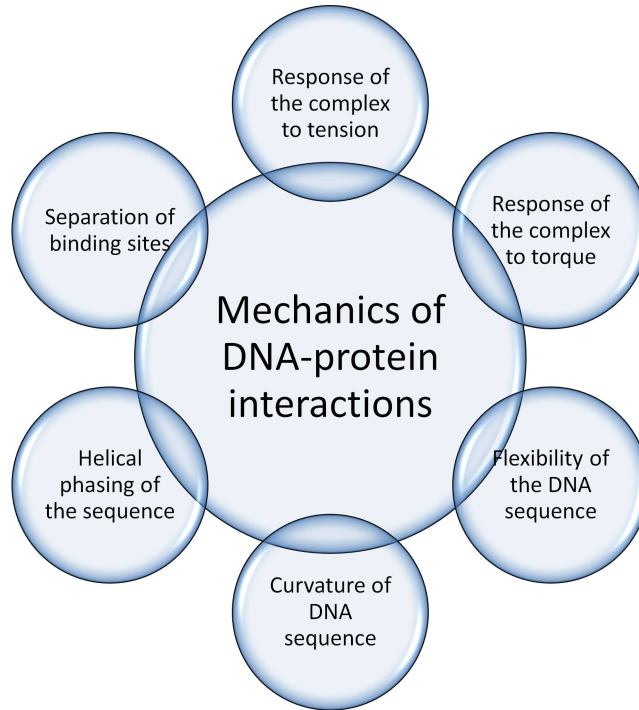 Response of
the complex
to tension
Response of
the complex
to torque
Flexibility of
the DNA
sequence
Curvature of
DNA
sequence
Helical
phasing of
the sequence
Separation of
binding sites
Mechanics of
DNA-protein
interactions